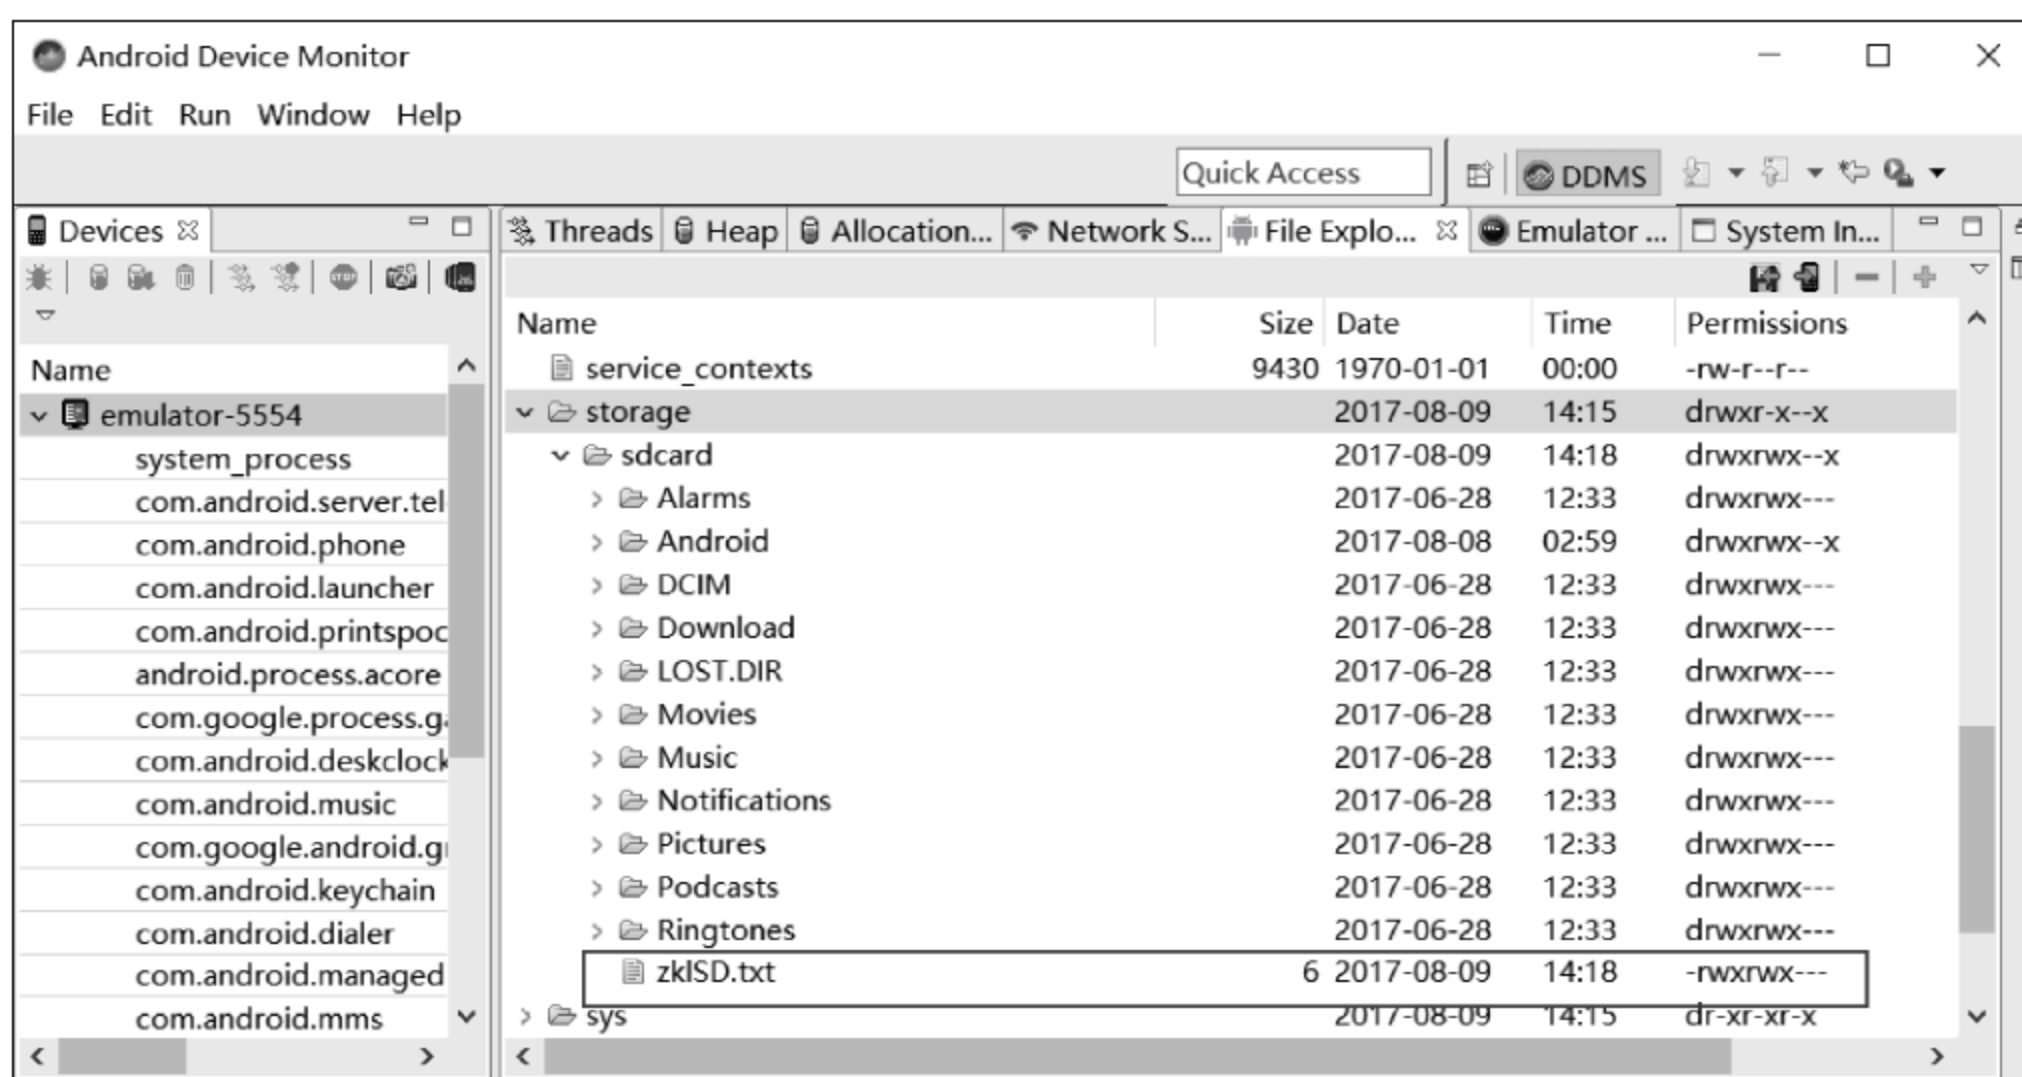 Android Device Monitor
File Edit Run Window Help
Quick Access DDMS
Devices
Name
emulator-5554
system_process
com.android.server.tel
com.android.phone
com.android.launcher
com.android.printspoo
android.process.acore
com.google.process.ga
com.android.deskclock
com.android.music
com.google.android.g
com.android.keychain
com.android.dialer
com.android.managed
com.android.mms
Threads Heap Allocation... Network S... File Explo... Emulator ... System In...
Name Size Date Time Permissions
service_contexts 9430 1970-01-01 00:00 -rw-r--r--
storage 2017-08-09 14:15 drwxr-x--x
sdcard 2017-08-09 14:18 drwxrwx--x
Alarms 2017-06-28 12:33 drwxrwx---
Android 2017-08-08 02:59 drwxrwx--x
DCIM 2017-06-28 12:33 drwxrwx---
Download 2017-06-28 12:33 drwxrwx---
LOST.DIR 2017-06-28 12:33 drwxrwx---
Movies 2017-06-28 12:33 drwxrwx---
Music 2017-06-28 12:33 drwxrwx---
Notifications 2017-06-28 12:33 drwxrwx---
Pictures 2017-06-28 12:33 drwxrwx---
Podcasts 2017-06-28 12:33 drwxrwx---
Ringtones 2017-06-28 12:33 drwxrwx---
zklSD.txt 6 2017-08-09 14:18 -rwxrwx---
sys 2017-08-09 14:15 dr-xr-xr-x